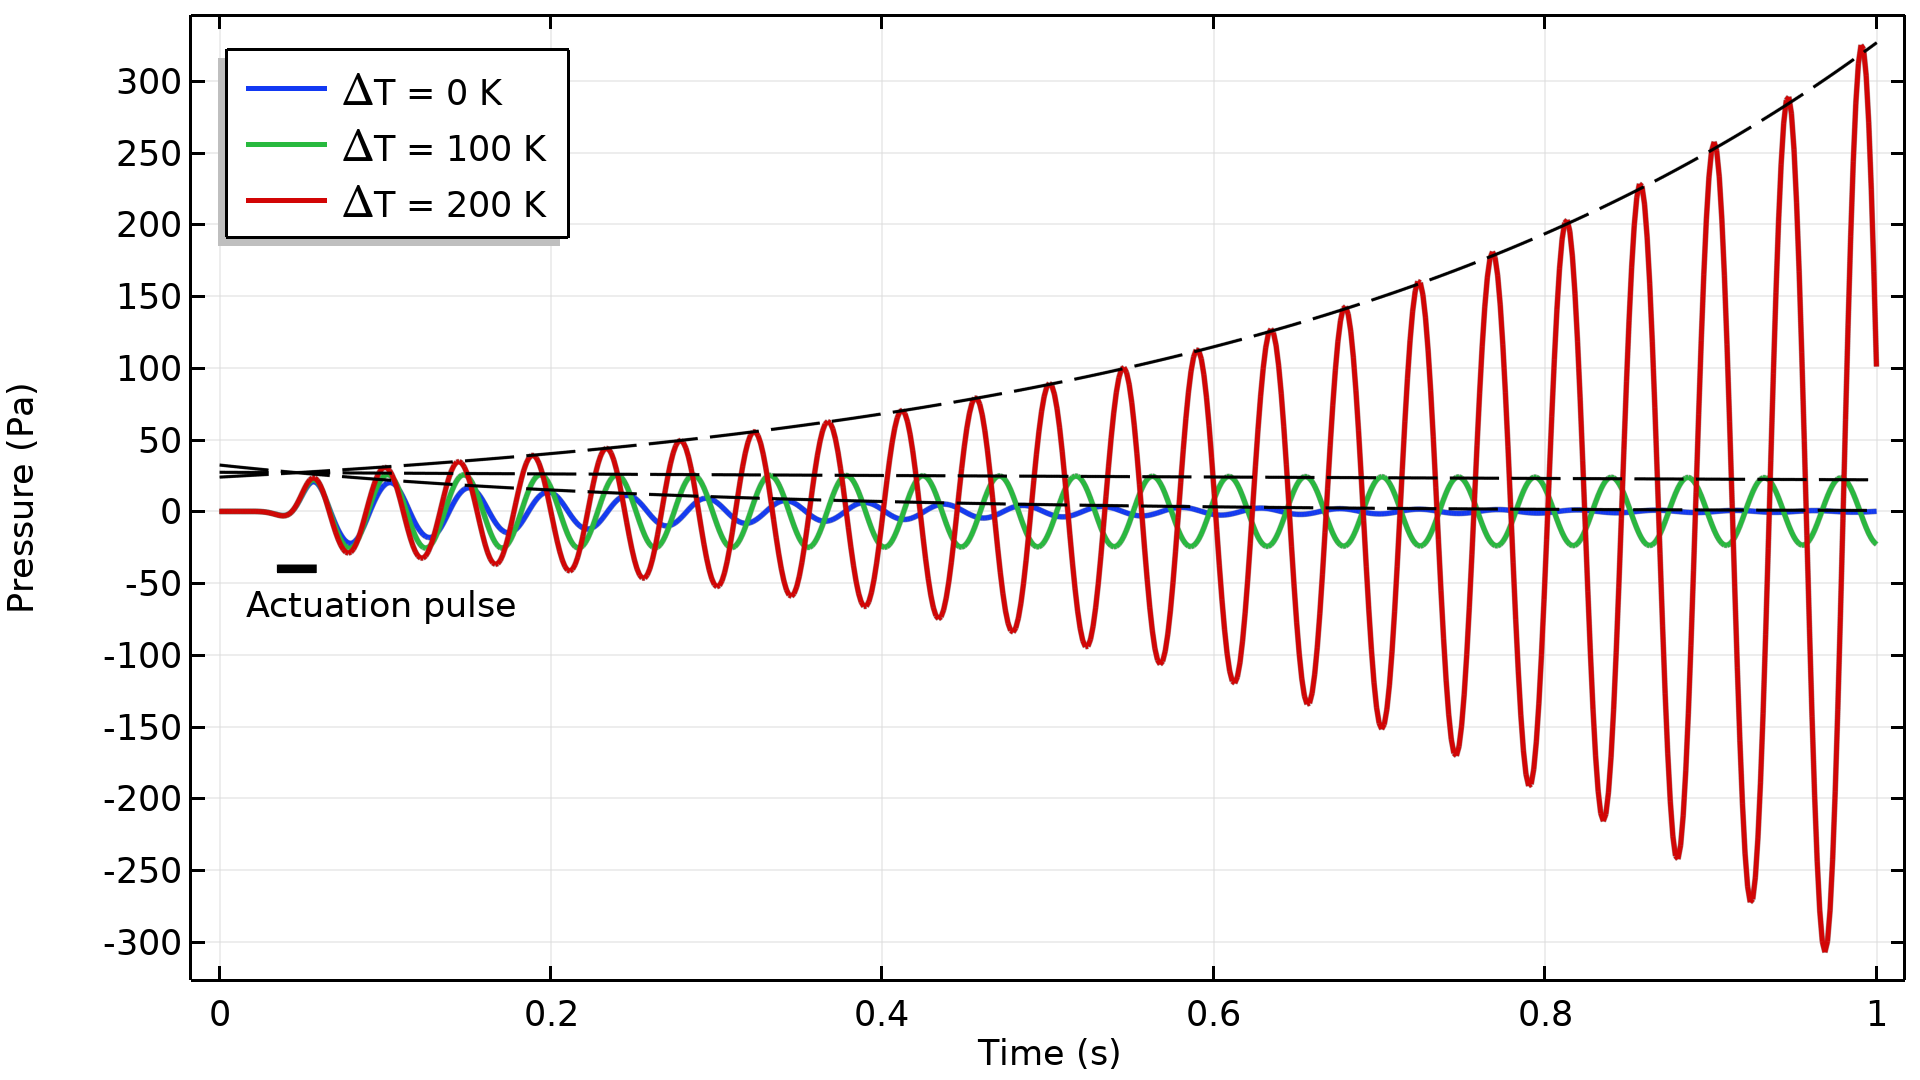 ΔT = 0 K
ΔT = 100 K
ΔT = 200 K
Pressure (Pa)
300
250
200
150
100
50
0
-50
-100
-150
-200
-250
-300
Actuation pulse
0 0.2 0.4 0.6 0.8 1
Time (s)